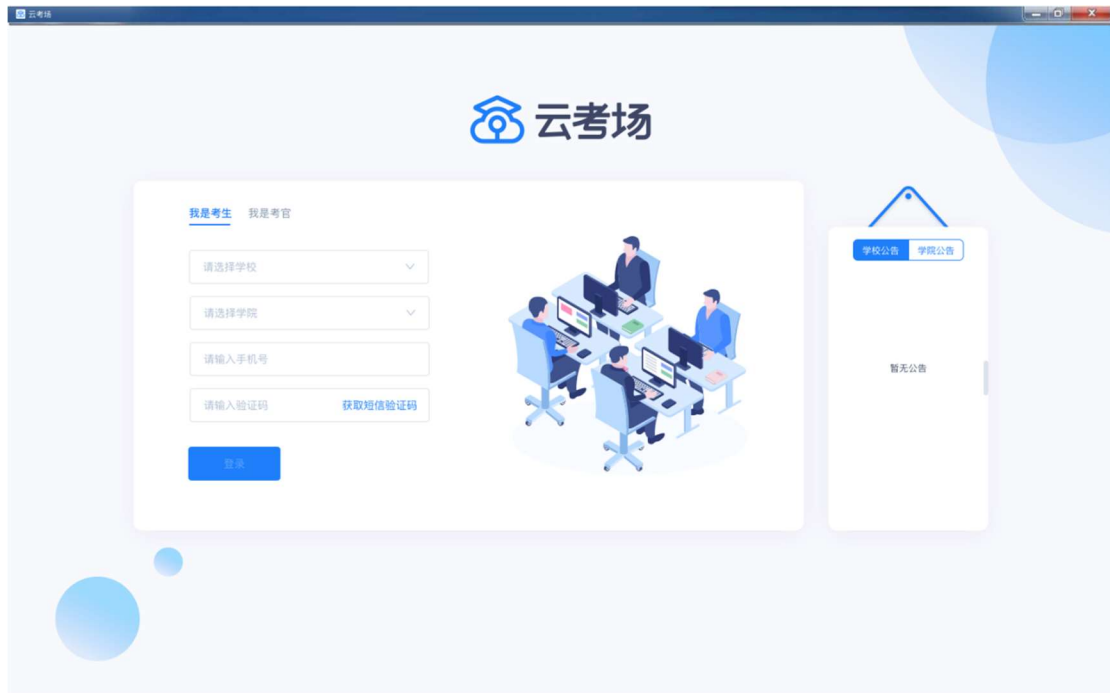 云考场
云考场
我是考生 我是考官
请选择学校
请选择学院
请输入手机号
请输入验证码 获取短信验证码
登录
学校公告 学院公告
暂无公告